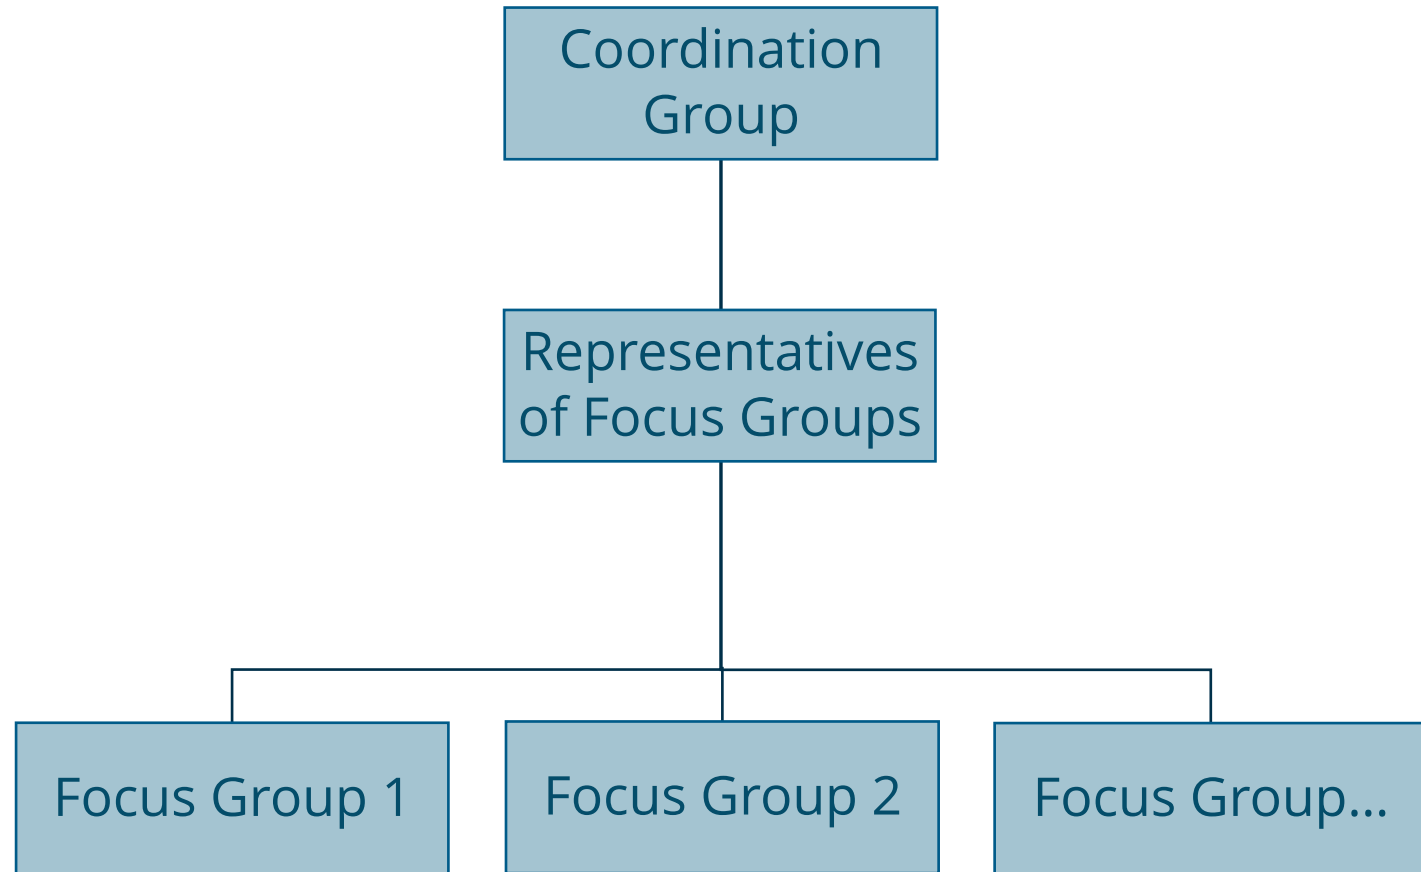 Coordination
Group
Representatives
of Focus Groups
Focus Group 1
Focus Group 2
Focus Group...